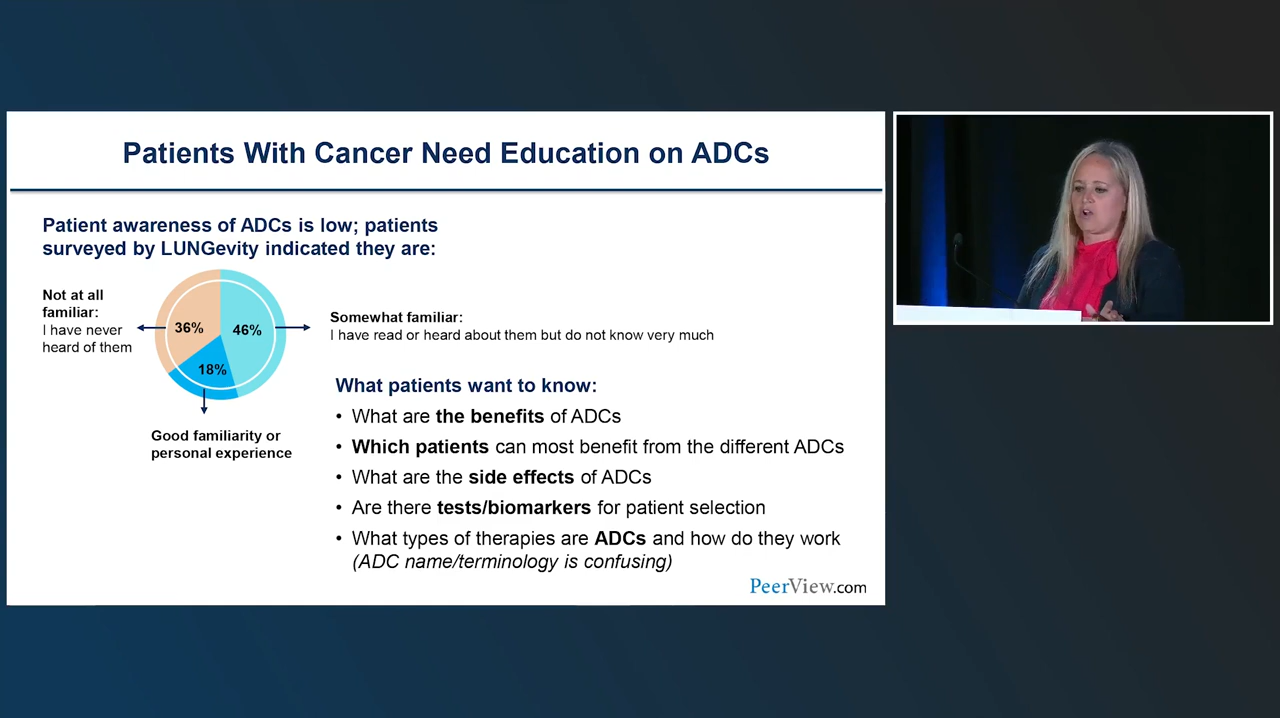 Patients With Cancer Need Education on ADCs
Patient awareness of ADCs is low; patients
surveyed by LUNGevity indicated they are:
Not at all
familiar:
I have never
heard of them
36%
46%
18%
Somewhat familiar:
I have read or heard about them but do not know very much
Good familiarity or
personal experience
What patients want to know:
• What are the benefits of ADCs
• Which patients can most benefit from the different ADCs
• What are the side effects of ADCs
• Are there tests/biomarkers for patient selection
• What types of therapies are ADCs and how do they work
(ADC name/terminology is confusing)
PeerView.com